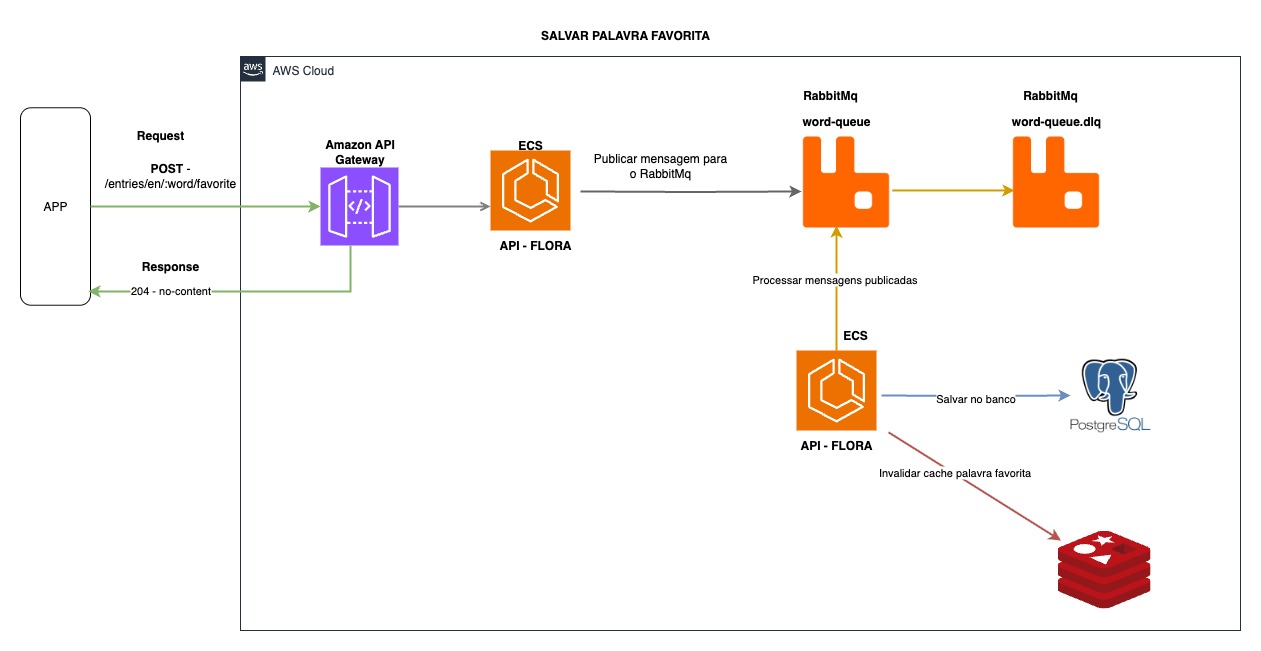 SALVAR PALAVRA FAVORITA
aws
AWS Cloud
APP
Request
POST -
/entries/en/:word/favorite
Response
204 - no-content
Amazon API
Gateway
</>
ECS
API - FLORA
Publicar mensagem para
o RabbitMq
RabbitMq
word-queue
RabbitMq
word-queue.dlq
Processar mensagens publicadas
ECS
API - FLORA
Salvar no banco
PostgreSQL
Invalidar cache palavra favorita